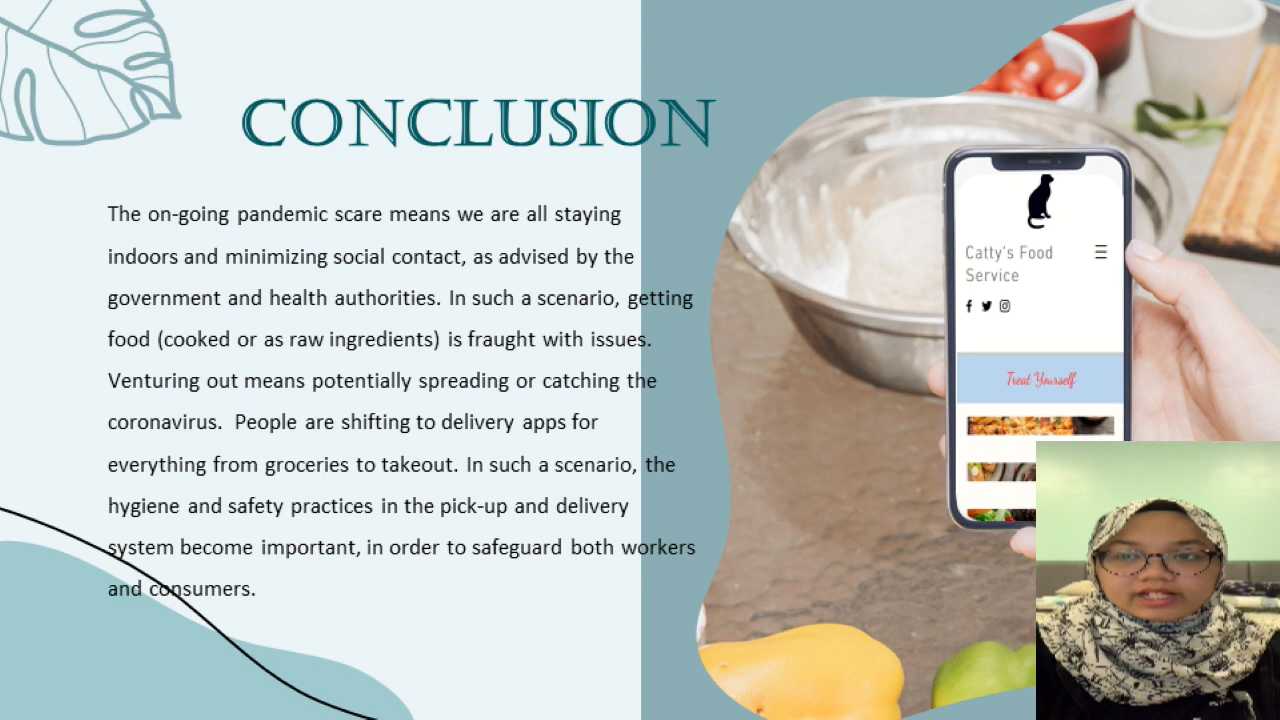 CONCLUSION
The on-going pandemic scare means we are all staying
indoors and minimizing social contact, as advised by the
government and health authorities. In such a scenario, getting
food (cooked or as raw ingredients) is fraught with issues.
Venturing out means potentially spreading or catching the
coronavirus.  People are shifting to delivery apps for
everything from groceries to takeout. In such a scenario, the
hygiene and safety practices in the pick-up and delivery
system become important, in order to safeguard both workers
and consumers.
Catty's Food
Service
Treat Yourself